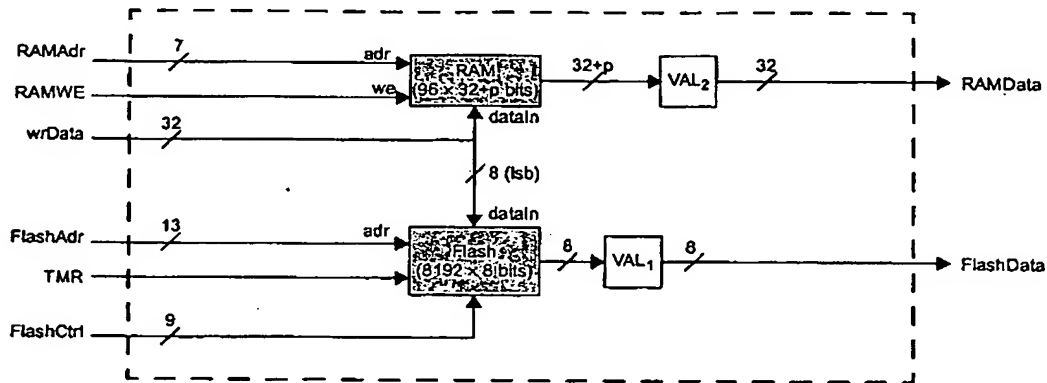 RAMAdr 7 adr
RAM
(96 × 32+p bits)
32+p VAL2 32 RAMData
RAMWE we
dataIn
wrData 32
8 (lsb)
dataIn
FlashAdr 13 adr
Flash
(8192 × 8 bits)
8 VAL1 8 FlashData
TMR
FlashCtrl 9